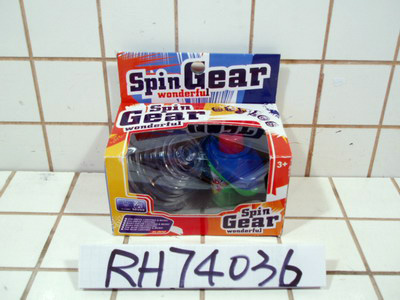 Spin Gear
wonderful
Spin
Gear
wonderful
3+
Spin
Gear
wonderful
RH74036